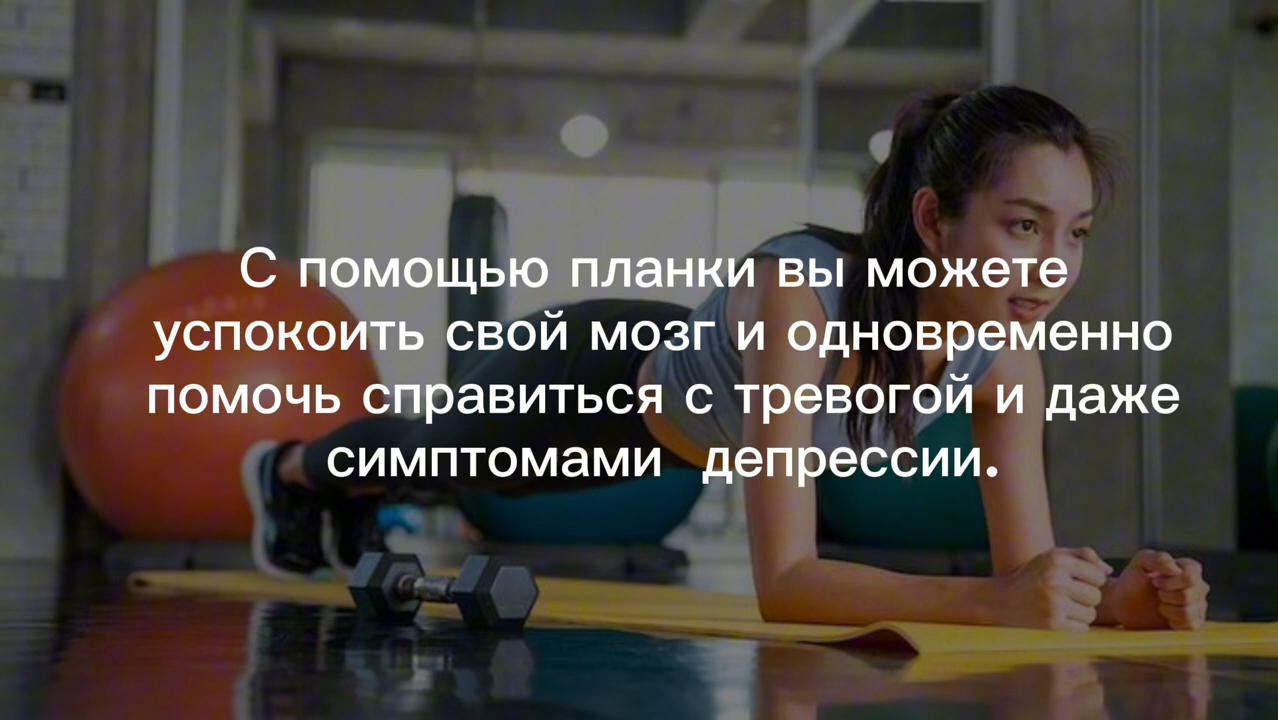 С помощью планки вы можете
успокоить свой мозг и одновременно
помочь справиться с тревогой и даже
симптомами депрессии.